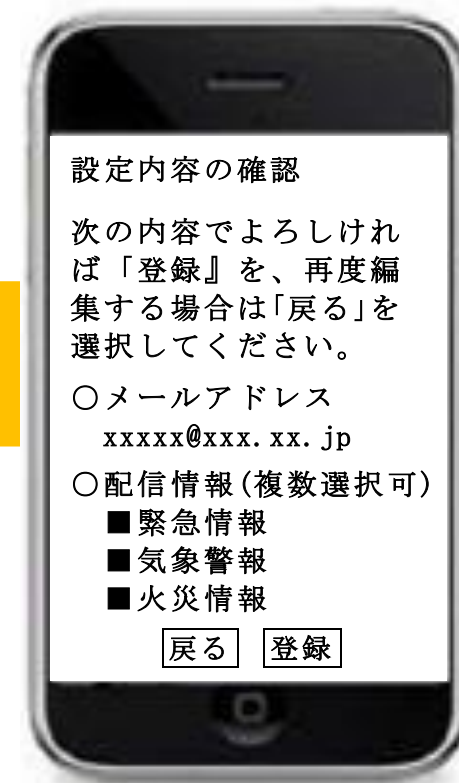 設定内容の確認
次の内容でよろしけれ
ば「登録』を、再度編
集する場合は「戻る」を
選択してください。
○メールアドレス
xxxxx@xxx.xx.jp
○配信情報(複数選択可)
■緊急情報
■気象警報
■火災情報
戻る 登録